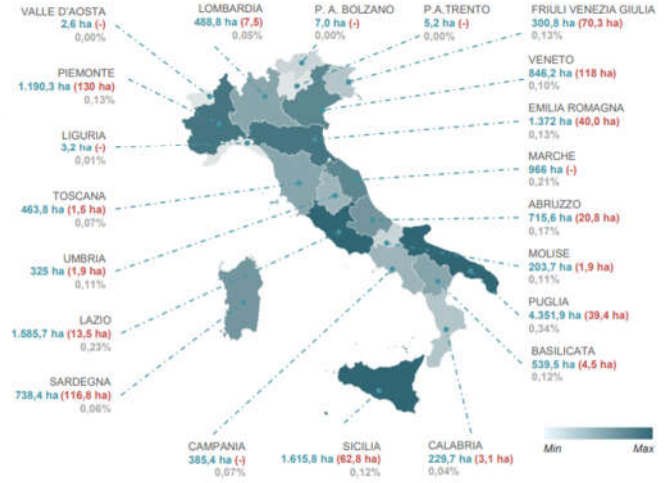 VALLE D'AOSTA
2,6 ha (-)
0,00%
LOMBARDIA
488,8 ha (7,5)
0,05%
P. A. BOLZANO
7,0 ha (-)
0,00%
P.A.TRENTO
5,2 ha (-)
0,00%
FRIULI VENEZIA GIULIA
300,8 ha (70,3 ha)
0,13%
PIEMONTE
1.190,3 ha (130 ha)
0,13%
VENETO
846,2 ha (118 ha)
0,10%
EMILIA ROMAGNA
1.372 ha (40,0 ha)
0,13%
LIGURIA
3,2 ha (-)
0,01%
MARCHE
966 ha (-)
0,21%
TOSCANA
463,8 ha (1,5 ha)
0,07%
ABRUZZO
715,6 ha (20,8 ha)
0,17%
UMBRIA
325 ha (1,9 ha)
0,11%
MOLISE
203,7 ha (1,9 ha)
0,11%
LAZIO
1.585,7 ha (13,5 ha)
0,23%
PUGLIA
4.351,9 ha (39,4 ha)
0,34%
SARDEGNA
738,4 ha (116,8 ha)
0,06%
BASILICATA
539,5 ha (4,5 ha)
0,12%
CAMPANIA
385,4 ha (-)
0,07%
SICILIA
1.615,8 ha (62,8 ha)
0,12%
CALABRIA
229,7 ha (3,1 ha)
0,04%
Min Max